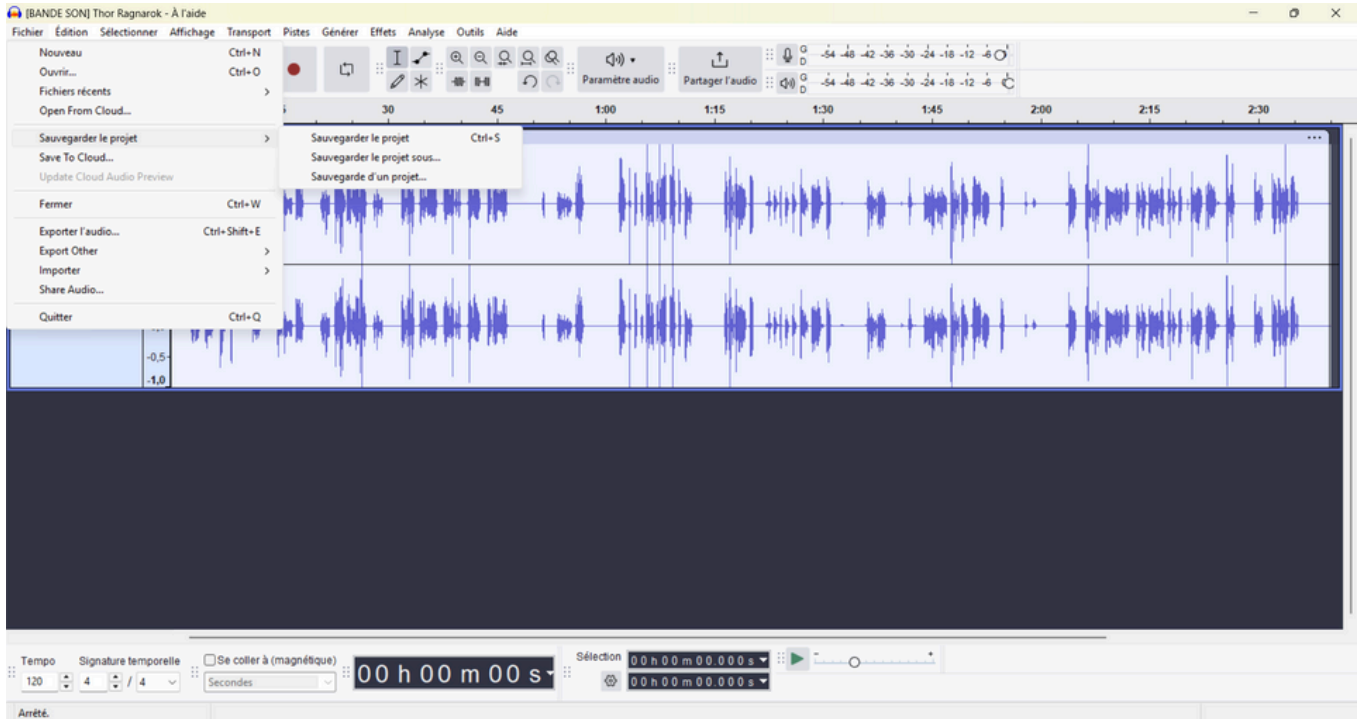 [BANDE SON] Thor Ragnarok - À l'aide
Fichier Édition Sélectionner Affichage Transport Pistes Générer Effets Analyse Outils Aide
Nouveau Ctrl+N
Ouvrir... Ctrl+O
Fichiers récents >
Open From Cloud...
Sauvegarder le projet >
Save To Cloud...
Update Cloud Audio Preview
Fermer Ctrl+W
Exporter l'audio... Ctrl+Shift+E
Export Other >
Importer >
Share Audio...
Quitter Ctrl+Q
Sauvegarder le projet Ctrl+S
Sauvegarder le projet sous...
Sauvegarde d'un projet...
Paramètre audio
Partager l'audio
G -54 -48 -42 -36 -30 -24 -18 -12 -6
D
G -54 -48 -42 -36 -30 -24 -18 -12 -6
D
30 45 1:00 1:15 1:30 1:45 2:00 2:15 2:30
-0,5
-1,0
Tempo Signature temporelle
120 4 / 4
Se coller à (magnétique)
Secondes
00 h 00 m 00 s
Sélection
00 h 00 m 00.000 s
00 h 00 m 00.000 s
Arrêté.